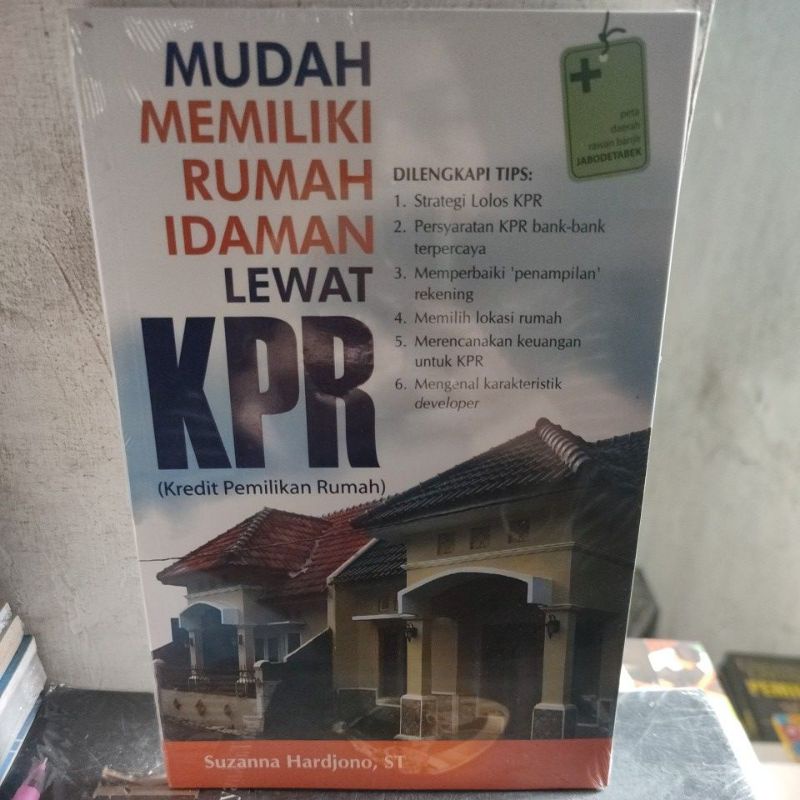 MUDAH
MEMILIKI
RUMAH
IDAMAN
LEWAT
KPR
(Kredit Pemilikan Rumah)
+
peta
daerah
rawan banjir
JABODETABEK
DILENGKAPI TIPS:
1. Strategi Lolos KPR
2. Persyaratan KPR bank-bank
terpercaya
3. Memperbaiki 'penampilan'
rekening
4. Memilih lokasi rumah
5. Merencanakan keuangan
untuk KPR
6. Mengenal karakteristik
developer
Suzanna Hardjono, ST